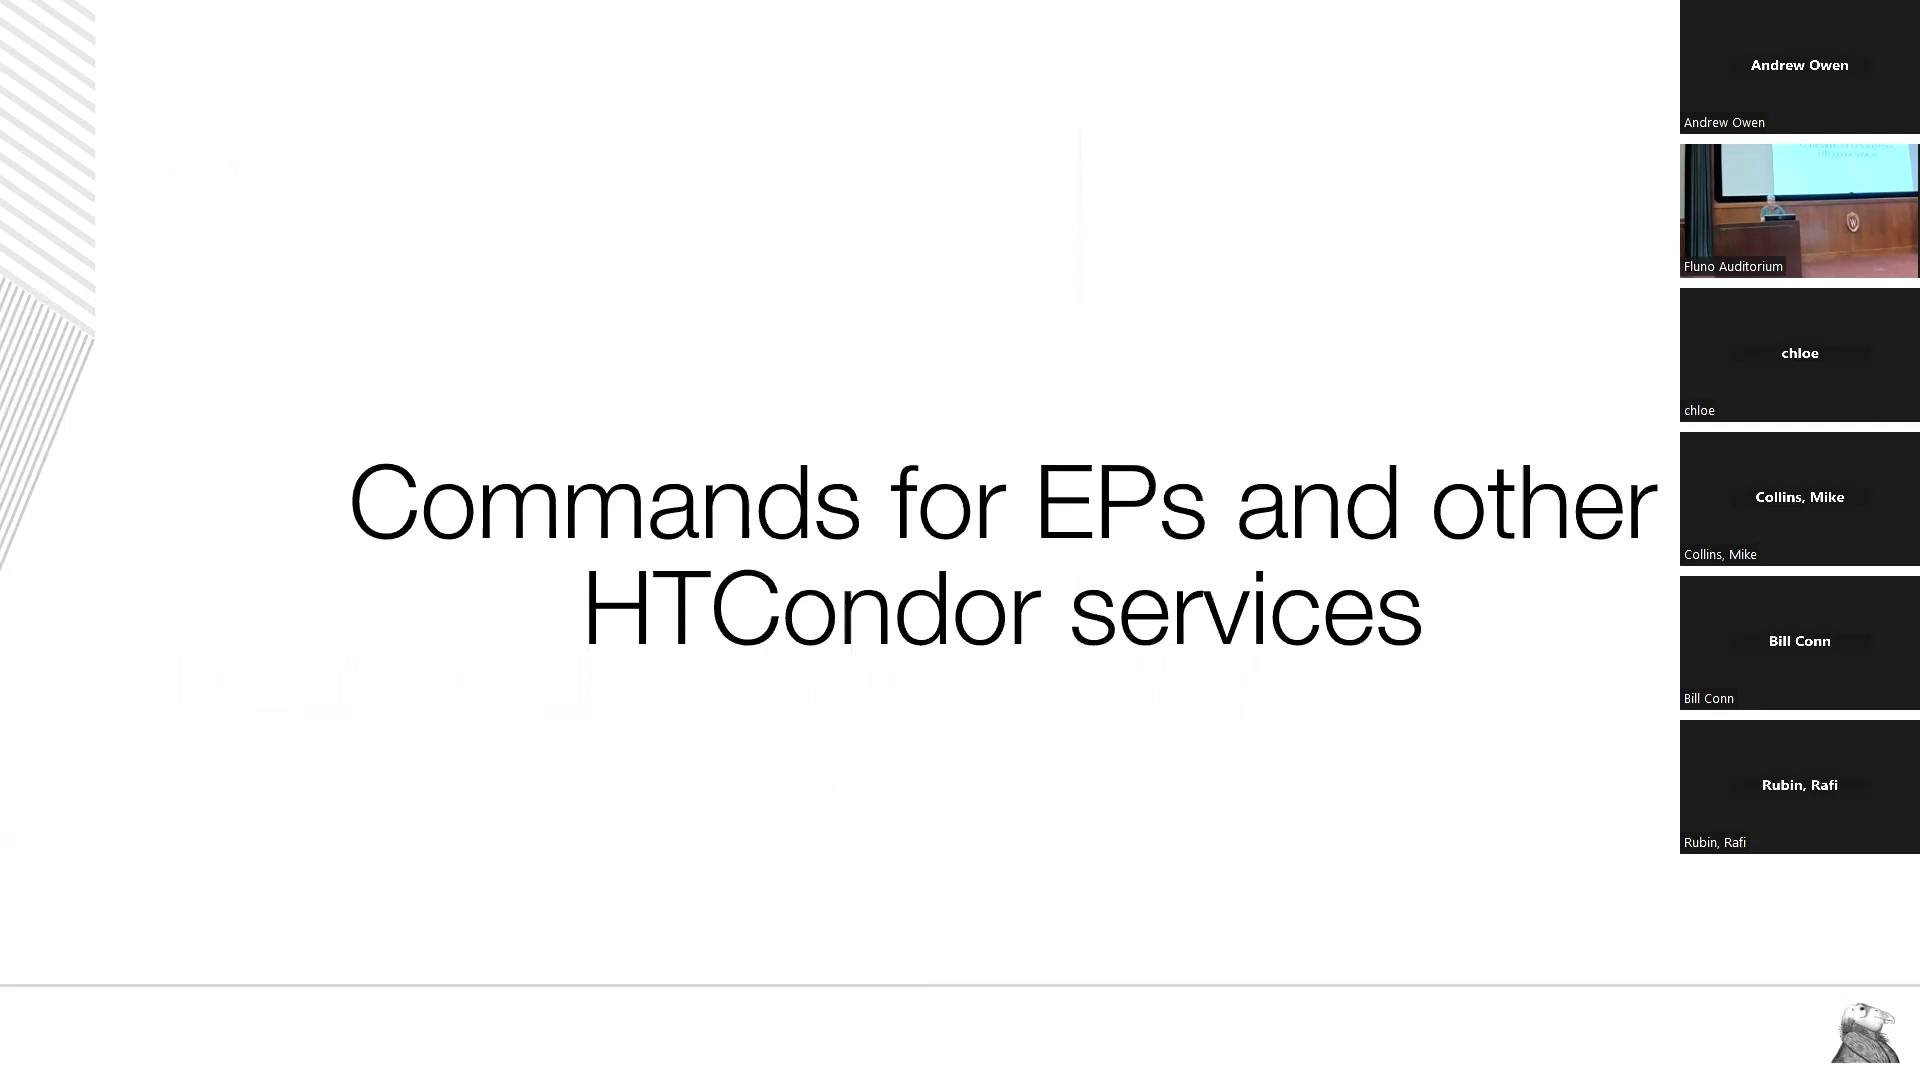 Commands for EPs and other
HTCondor services
Andrew Owen
Andrew Owen
Fluno Auditorium
chloe
chloe
Collins, Mike
Collins, Mike
Bill Conn
Bill Conn
Rubin, Rafi
Rubin, Rafi